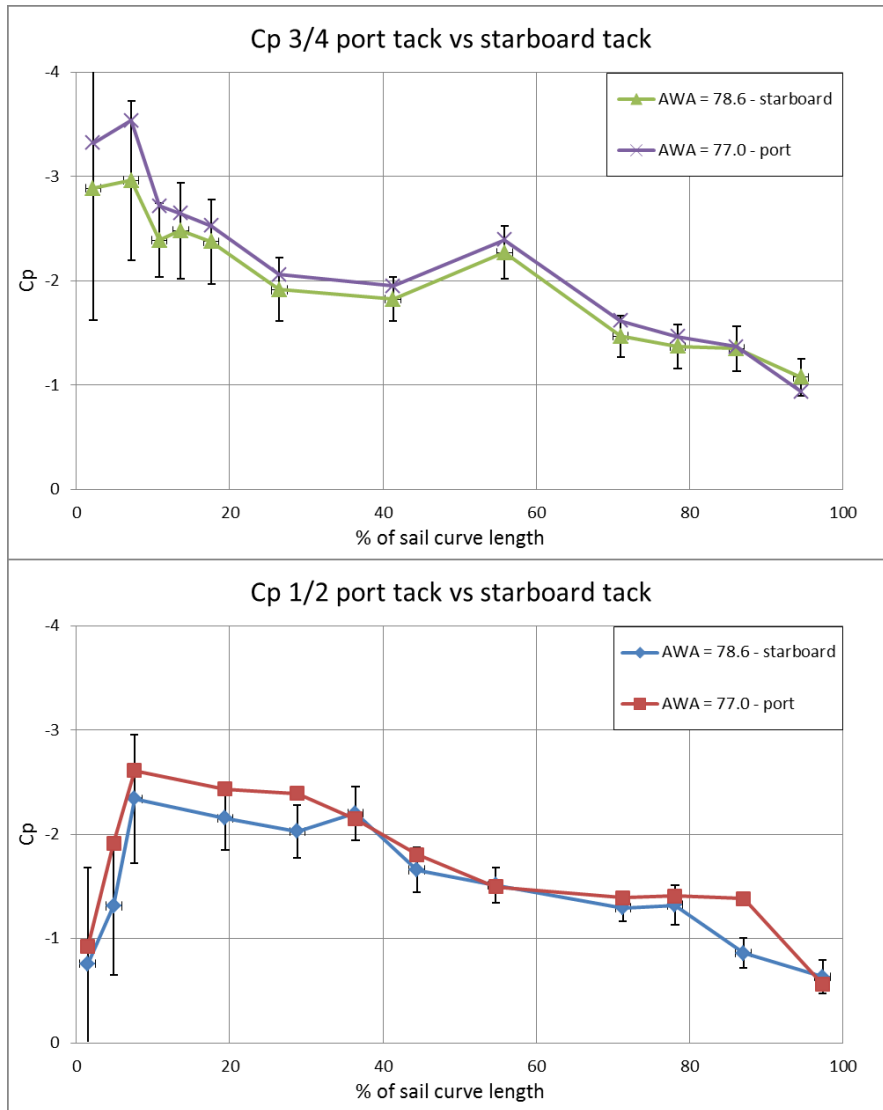 Cp 3/4 port tack vs starboard tack
-4
AWA = 78.6 - starboard
AWA = 77.0 - port
-3
Cp
-2
-1
0
0 20 40 60 80 100
% of sail curve length
Cp 1/2 port tack vs starboard tack
-4
AWA = 78.6 - starboard
AWA = 77.0 - port
-3
Cp
-2
-1
0
0 20 40 60 80 100
% of sail curve length